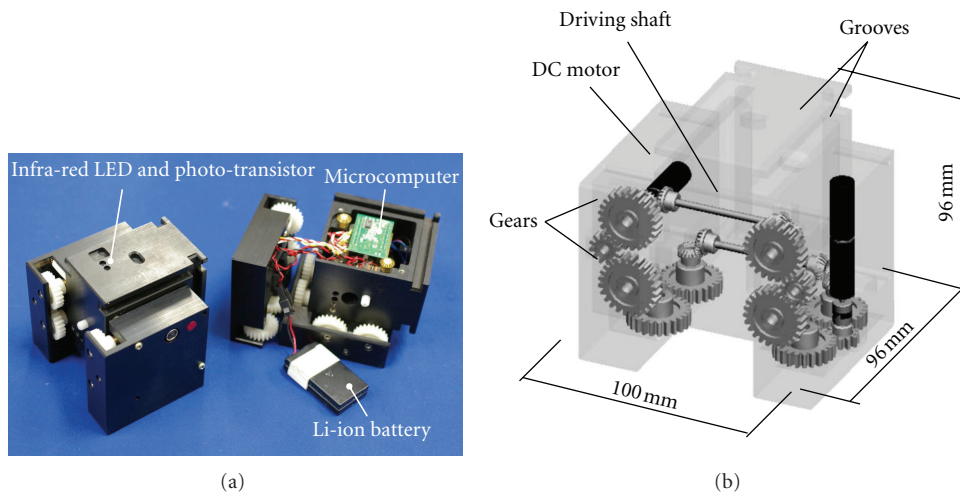 Infra-red LED and photo-transistor
Microcomputer
Li-ion battery
(a)
Driving shaft
Grooves
DC motor
Gears
96 mm
96 mm
100 mm
(b)